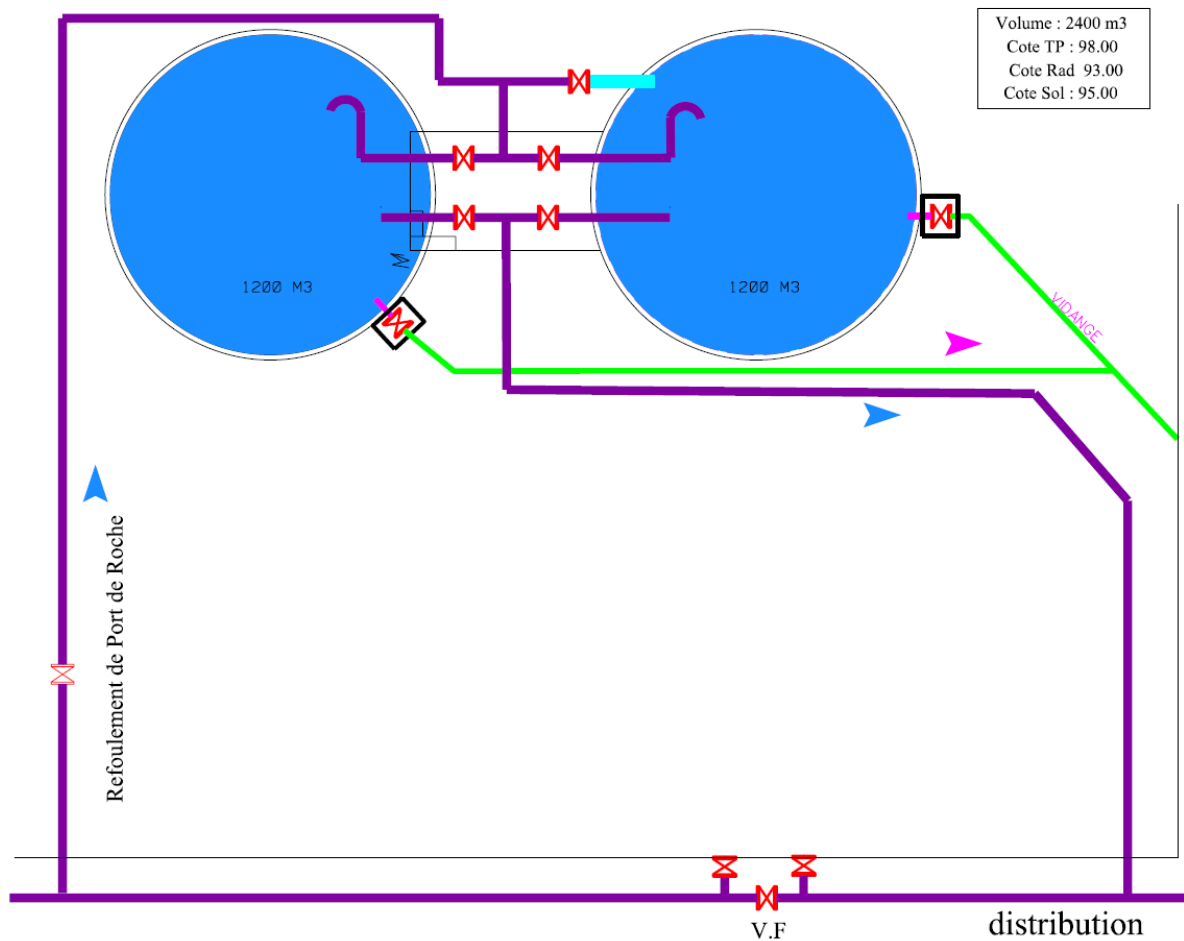 Volume : 2400 m3
Cote TP : 98.00
Cote Rad 93.00
Cote Sol : 95.00
1200 M3
1200 M3
VIDANGE
Refoulement de Port de Roche
V.F
distribution